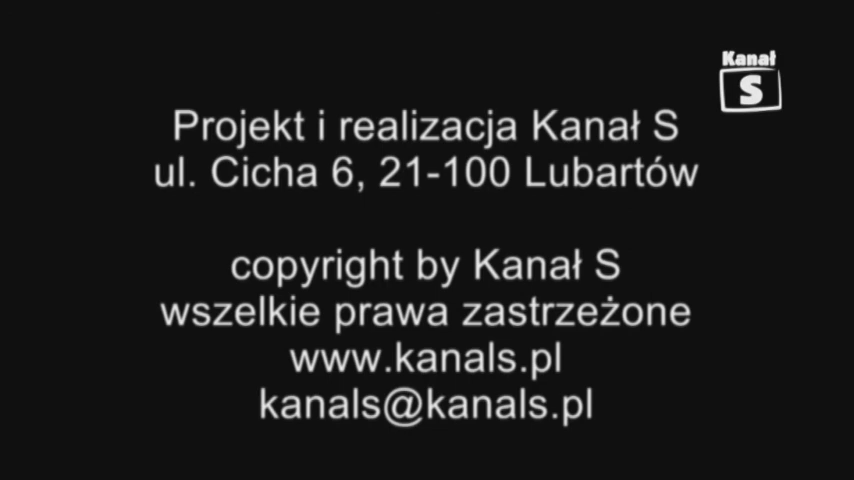 Kanał
S
Projekt i realizacja Kanał S
ul. Cicha 6, 21-100 Lubartów
copyright by Kanał S
wszelkie prawa zastrzeżone
www.kanals.pl
kanals@kanals.pl